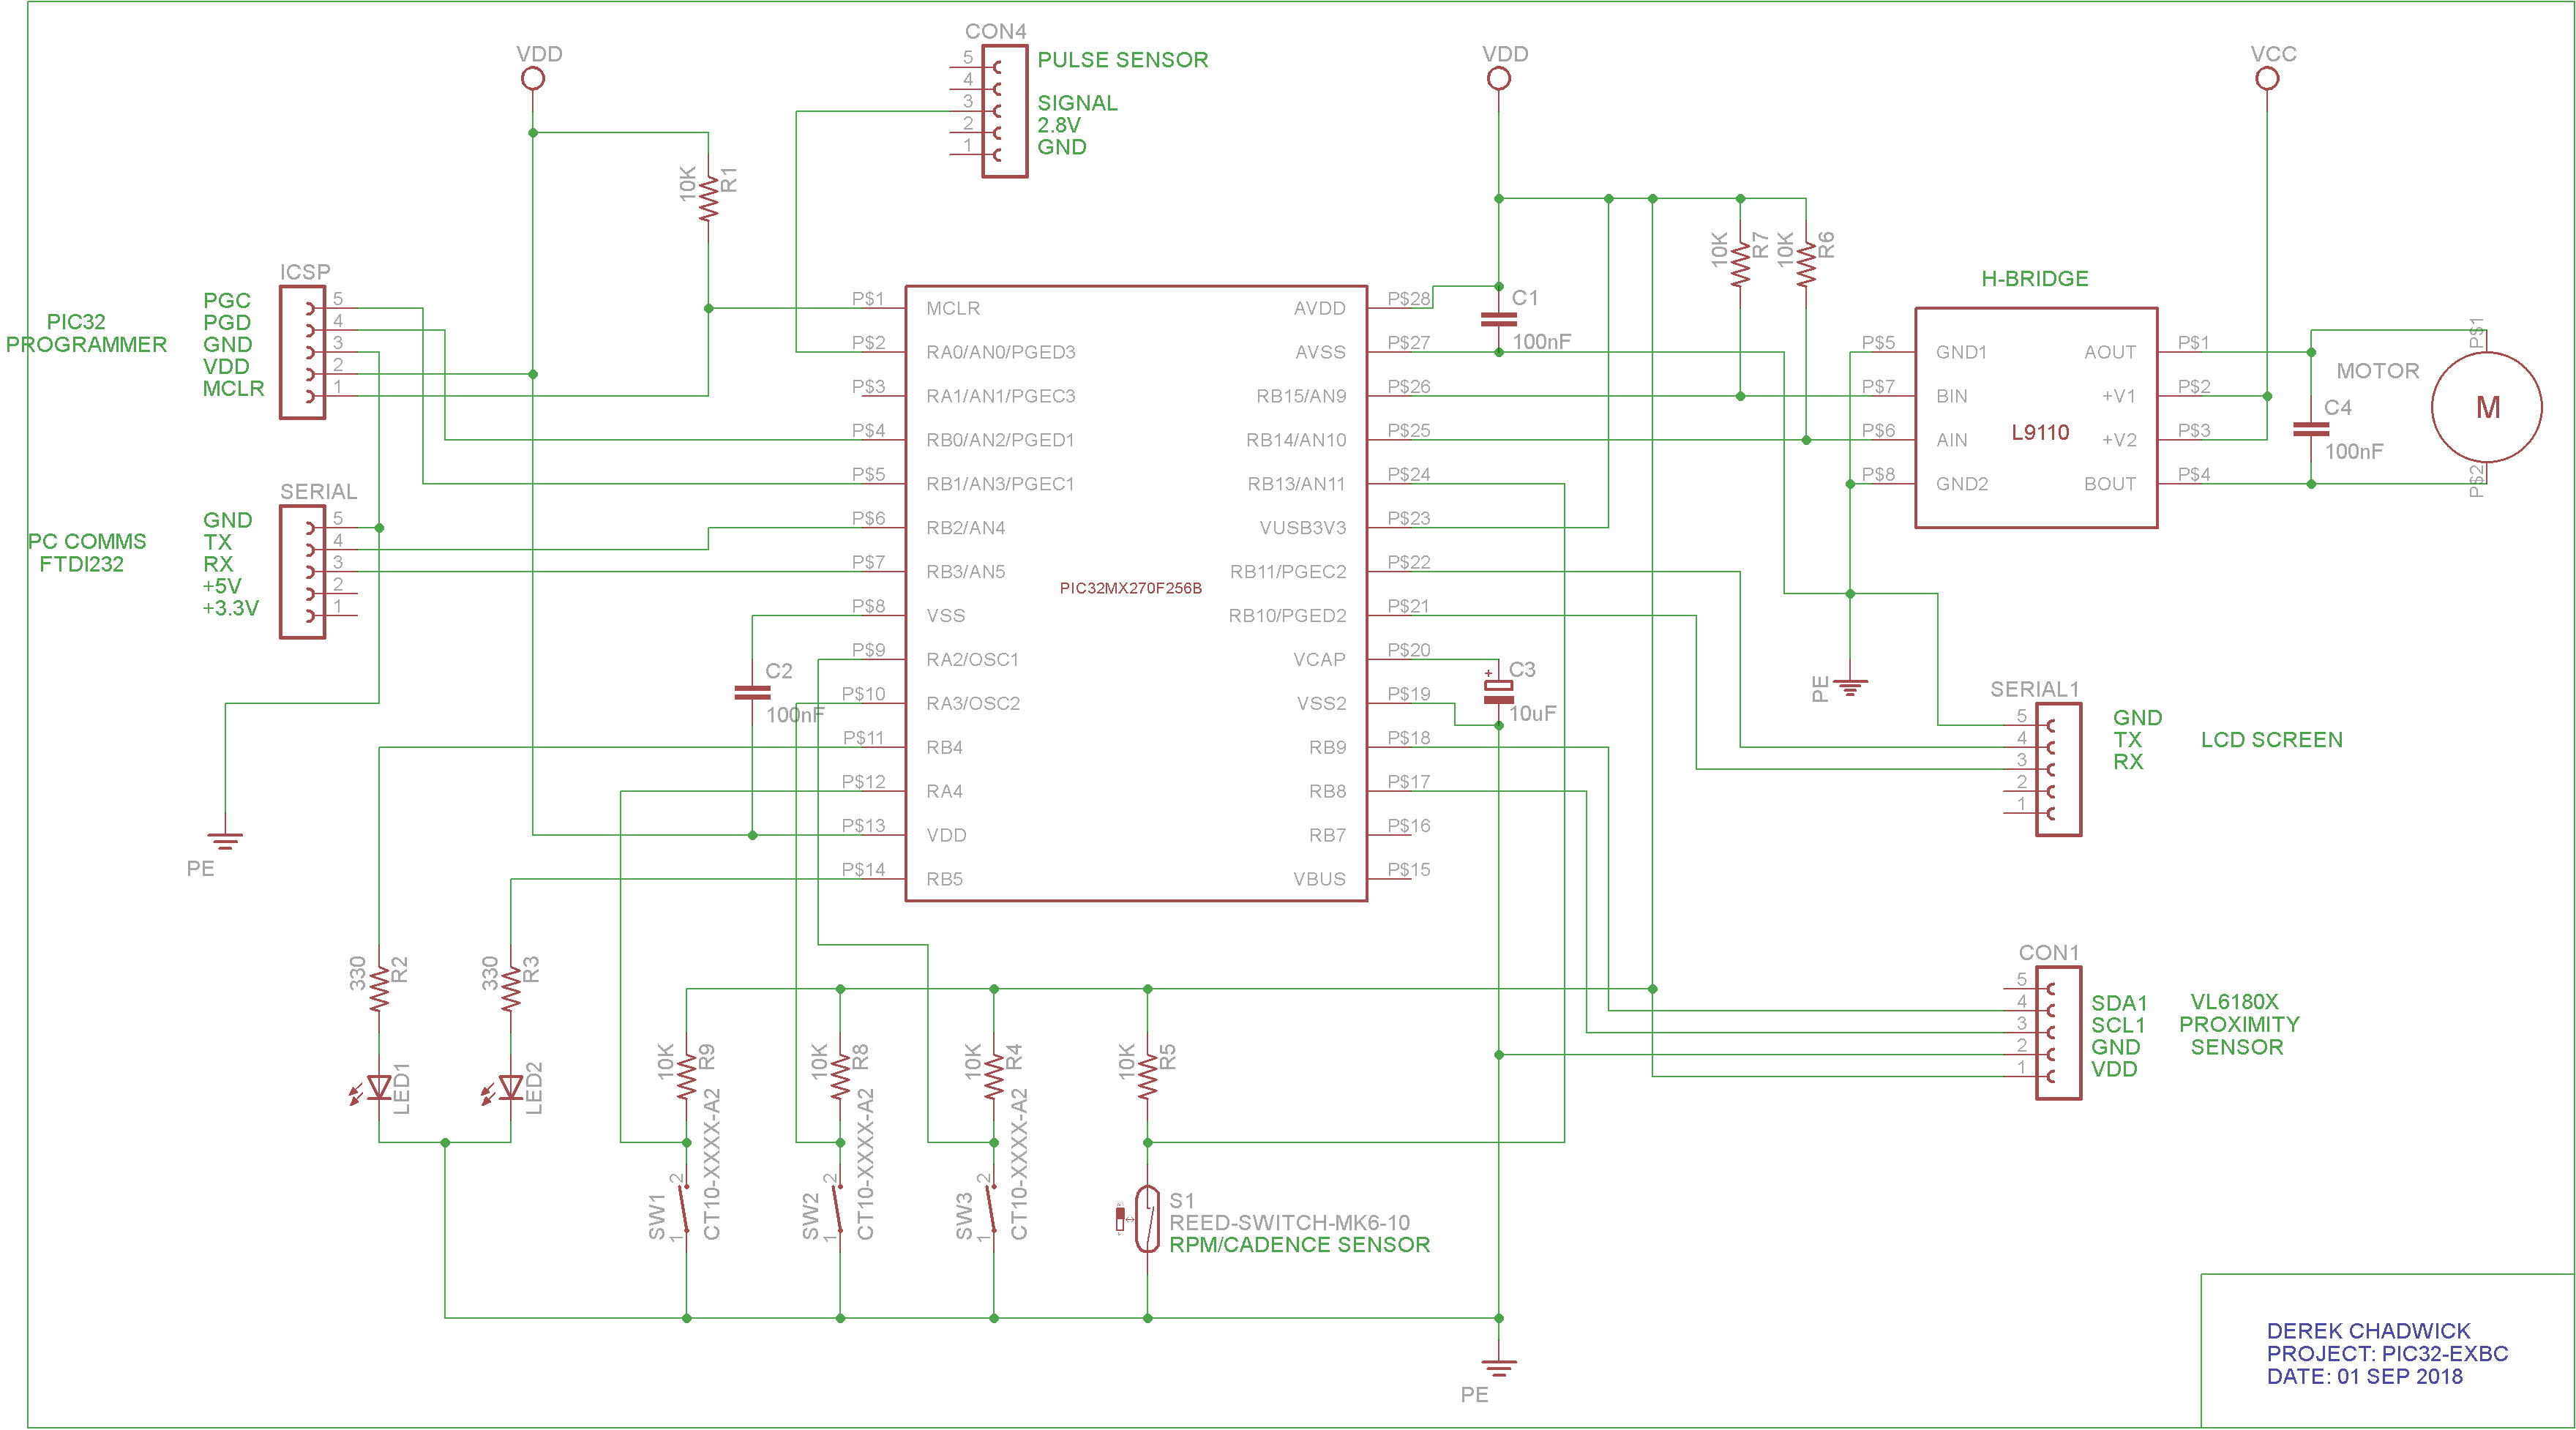 CON4
5
4
3
2
1
PULSE SENSOR
SIGNAL
2.8V
GND
VDD
VDD
VCC
10K
R1
10K
R7
10K
R6
ICSP
PIC32
PROGRAMMER
PGC
PGD
GND
VDD
MCLR
5
4
3
2
1
SERIAL
PC COMMS
FTDI232
GND
TX
RX
+5V
+3.3V
5
4
3
2
1
PE
P$1
P$2
P$3
P$4
P$5
P$6
P$7
P$8
P$9
P$10
P$11
P$12
P$13
P$14
MCLR
RA0/AN0/PGED3
RA1/AN1/PGEC3
RB0/AN2/PGED1
RB1/AN3/PGEC1
RB2/AN4
RB3/AN5
VSS
RA2/OSC1
RA3/OSC2
RB4
RA4
VDD
RB5
PIC32MX270F256B
AVDD
AVSS
RB15/AN9
RB14/AN10
RB13/AN11
VUSB3V3
RB11/PGEC2
RB10/PGED2
VCAP
VSS2
RB9
RB8
RB7
VBUS
P$28
P$27
P$26
P$25
P$24
P$23
P$22
P$21
P$20
P$19
P$18
P$17
P$16
P$15
C1
100nF
C2
100nF
+
C3
10uF
H-BRIDGE
P$5
P$7
P$6
P$8
GND1
BIN
AIN
GND2
L9110
AOUT
+V1
+V2
BOUT
P$1
P$2
P$3
P$4
C4
100nF
MOTOR
M
P$1
P$2
PE
SERIAL1
5
4
3
2
1
GND
TX
RX
LCD SCREEN
CON1
5
4
3
2
1
SDA1
SCL1
GND
VDD
VL6180X
PROXIMITY
SENSOR
330
R2
330
R3
LED1
LED2
10K
R9
10K
R8
10K
R4
10K
R5
SW1
2
1
CT10-XXXX-A2
SW2
2
1
CT10-XXXX-A2
SW3
2
1
CT10-XXXX-A2
S1
REED-SWITCH-MK6-10
RPM/CADENCE SENSOR
PE
DEREK CHADWICK
PROJECT: PIC32-EXBC
DATE: 01 SEP 2018